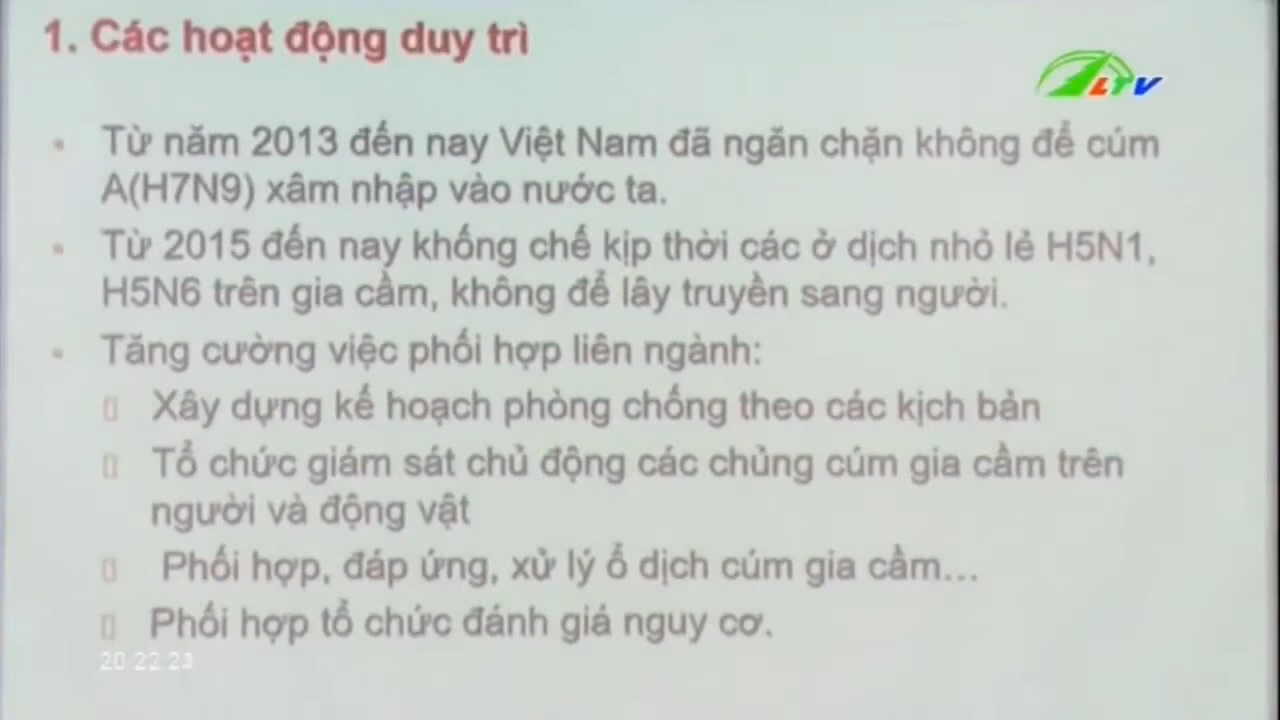 1. Các hoạt động duy trì
LTV
• Từ năm 2013 đến nay Việt Nam đã ngăn chặn không để cúm
A(H7N9) xâm nhập vào nước ta.
• Từ 2015 đến nay khống chế kịp thời các ở dịch nhỏ lẻ H5N1,
H5N6 trên gia cầm, không để lây truyền sang người.
• Tăng cường việc phối hợp liên ngành:
Xây dựng kế hoạch phòng chống theo các kịch bản
Tổ chức giám sát chủ động các chủng cúm gia cầm trên
người và động vật
Phối hợp, đáp ứng, xử lý ổ dịch cúm gia cầm...
Phối hợp tổ chức đánh giá nguy cơ.
20:22:23